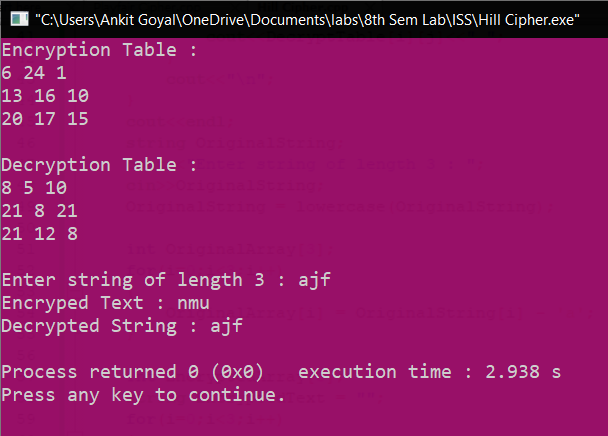 "C:\Users\Ankit Goyal\OneDrive\Documents\labs\8th Sem Lab\ISS\Hill Cipher.exe"
Encryption Table :
6 24 1
13 16 10
20 17 15
Decryption Table :
8 5 10
21 8 21
21 12 8
Enter string of length 3 : ajf
Encryped Text : nmu
Decrypted String : ajf
Process returned 0 (0x0)   execution time : 2.938 s
Press any key to continue.